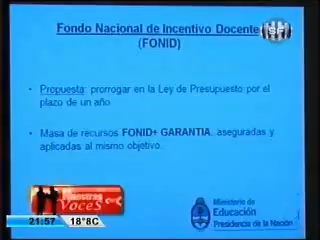 Fondo Nacional de Incentivo Docente
(FONID)
SF
• Propuesta: prorrogar en la Ley de Presupuesto por el
plazo de un año
• Masa de recursos FONID+ GARANTIA, aseguradas y
aplicadas al mismo objetivo.
nuestras
voces
Ministerio de
Educación
Presidencia de la Nación
21:57 18°C